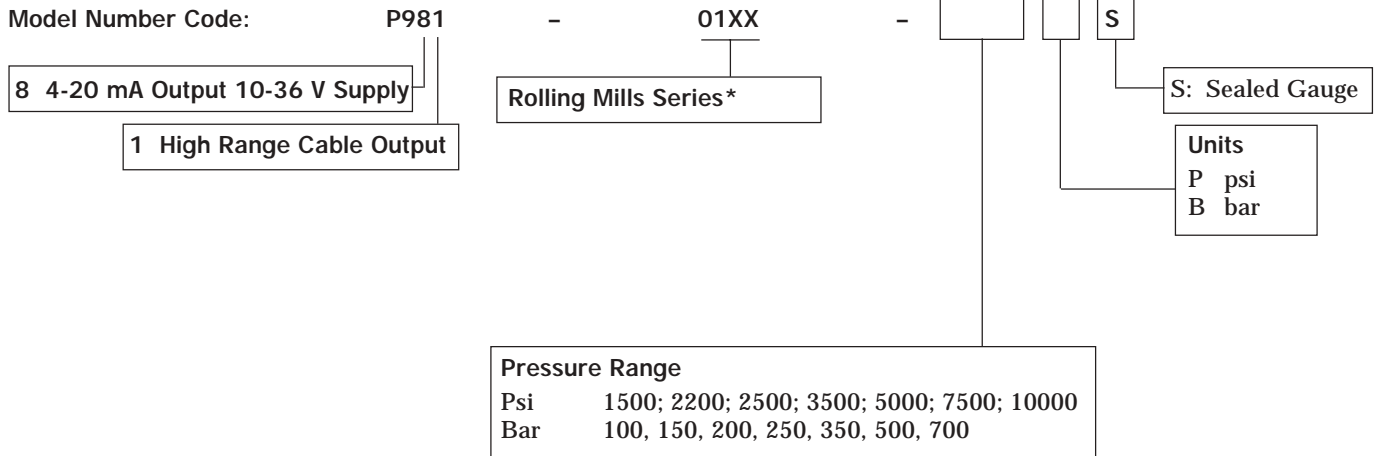 Model Number Code: P981 – 01XX – S
8 4-20 mA Output 10-36 V Supply
Rolling Mills Series*
S: Sealed Gauge
1 High Range Cable Output
Units
P psi
B bar
Pressure Range
Psi 1500; 2200; 2500; 3500; 5000; 7500; 10000
Bar 100, 150, 200, 250, 350, 500, 700